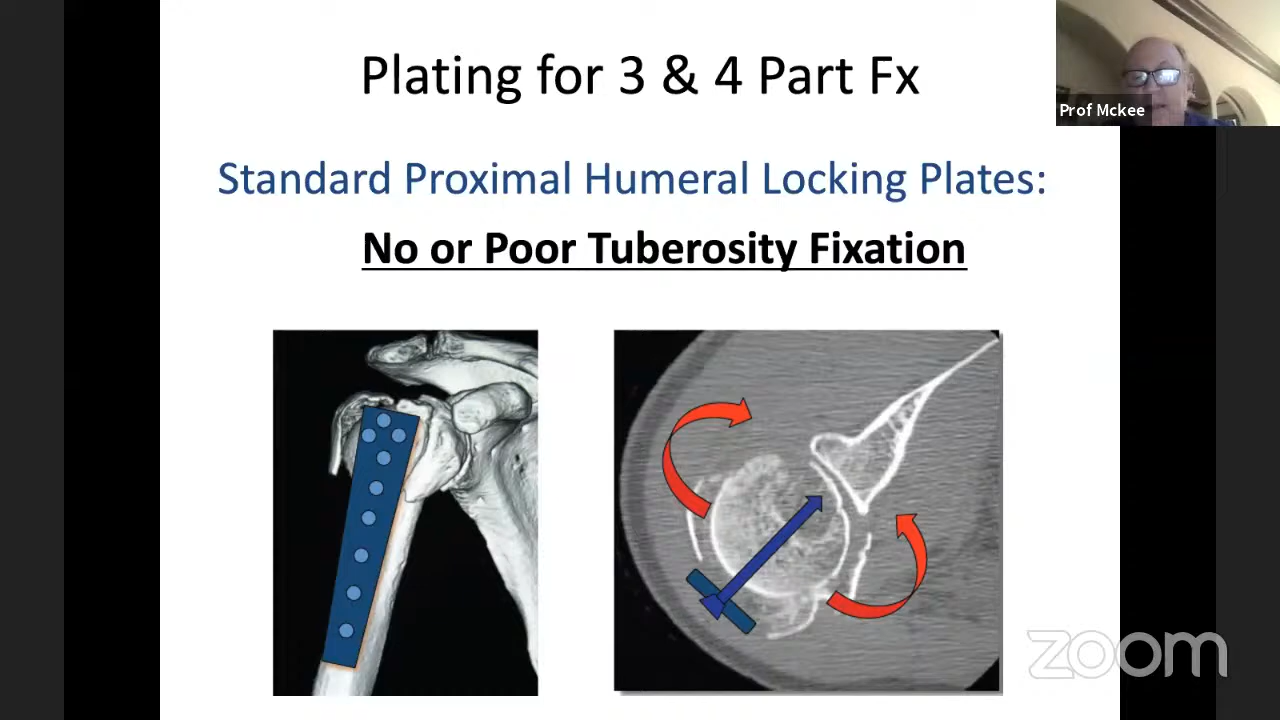 Plating for 3 & 4 Part Fx
Prof Mckee
Standard Proximal Humeral Locking Plates:
No or Poor Tuberosity Fixation
zoom